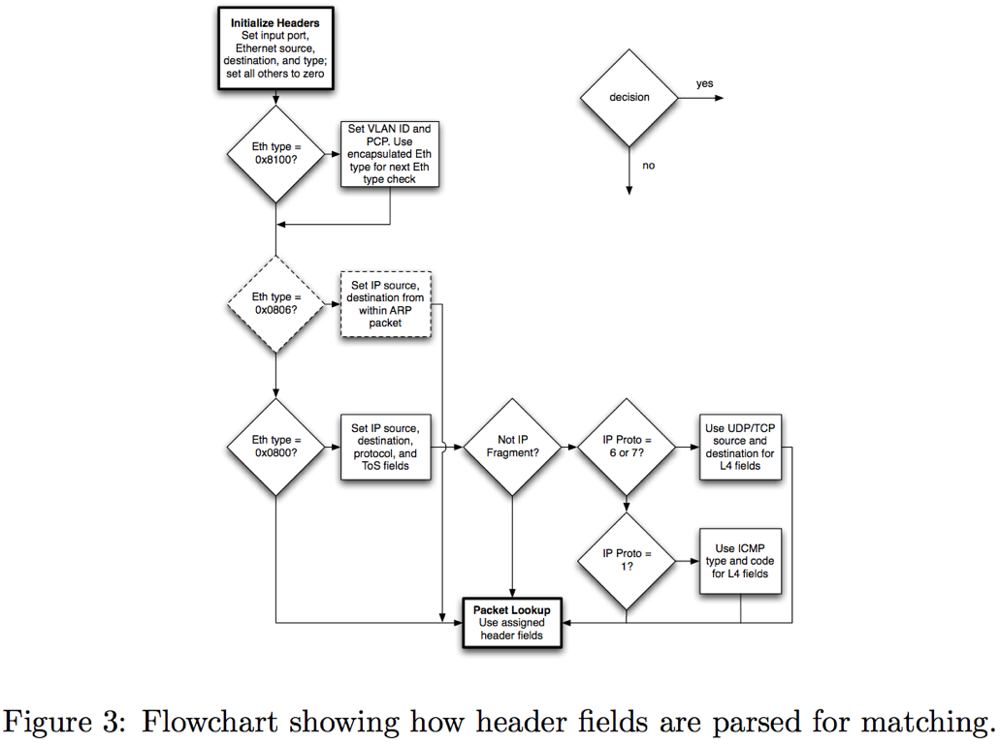 Initialize Headers
Set input port,
Ethernet source,
destination, and type;
set all others to zero
decision
yes
no
Eth type =
0x8100?
Set VLAN ID and
PCP. Use
encapsulated Eth
type for next Eth
type check
Eth type =
0x0806?
Set IP source,
destination from
within ARP
packet
Eth type =
0x0800?
Set IP source,
destination,
protocol, and
ToS fields
Not IP
Fragment?
IP Proto =
6 or 7?
Use UDP/TCP
source and
destination for
L4 fields
IP Proto =
1?
Use ICMP
type and code
for L4 fields
Packet Lookup
Use assigned
header fields
Figure 3: Flowchart showing how header fields are parsed for matching.